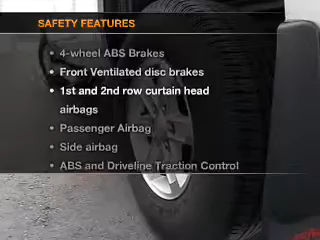 SAFETY FEATURES
• 4-wheel ABS Brakes
• Front Ventilated disc brakes
• 1st and 2nd row curtain head
airbags
• Passenger Airbag
• Side airbag
• ABS and Driveline Traction Control